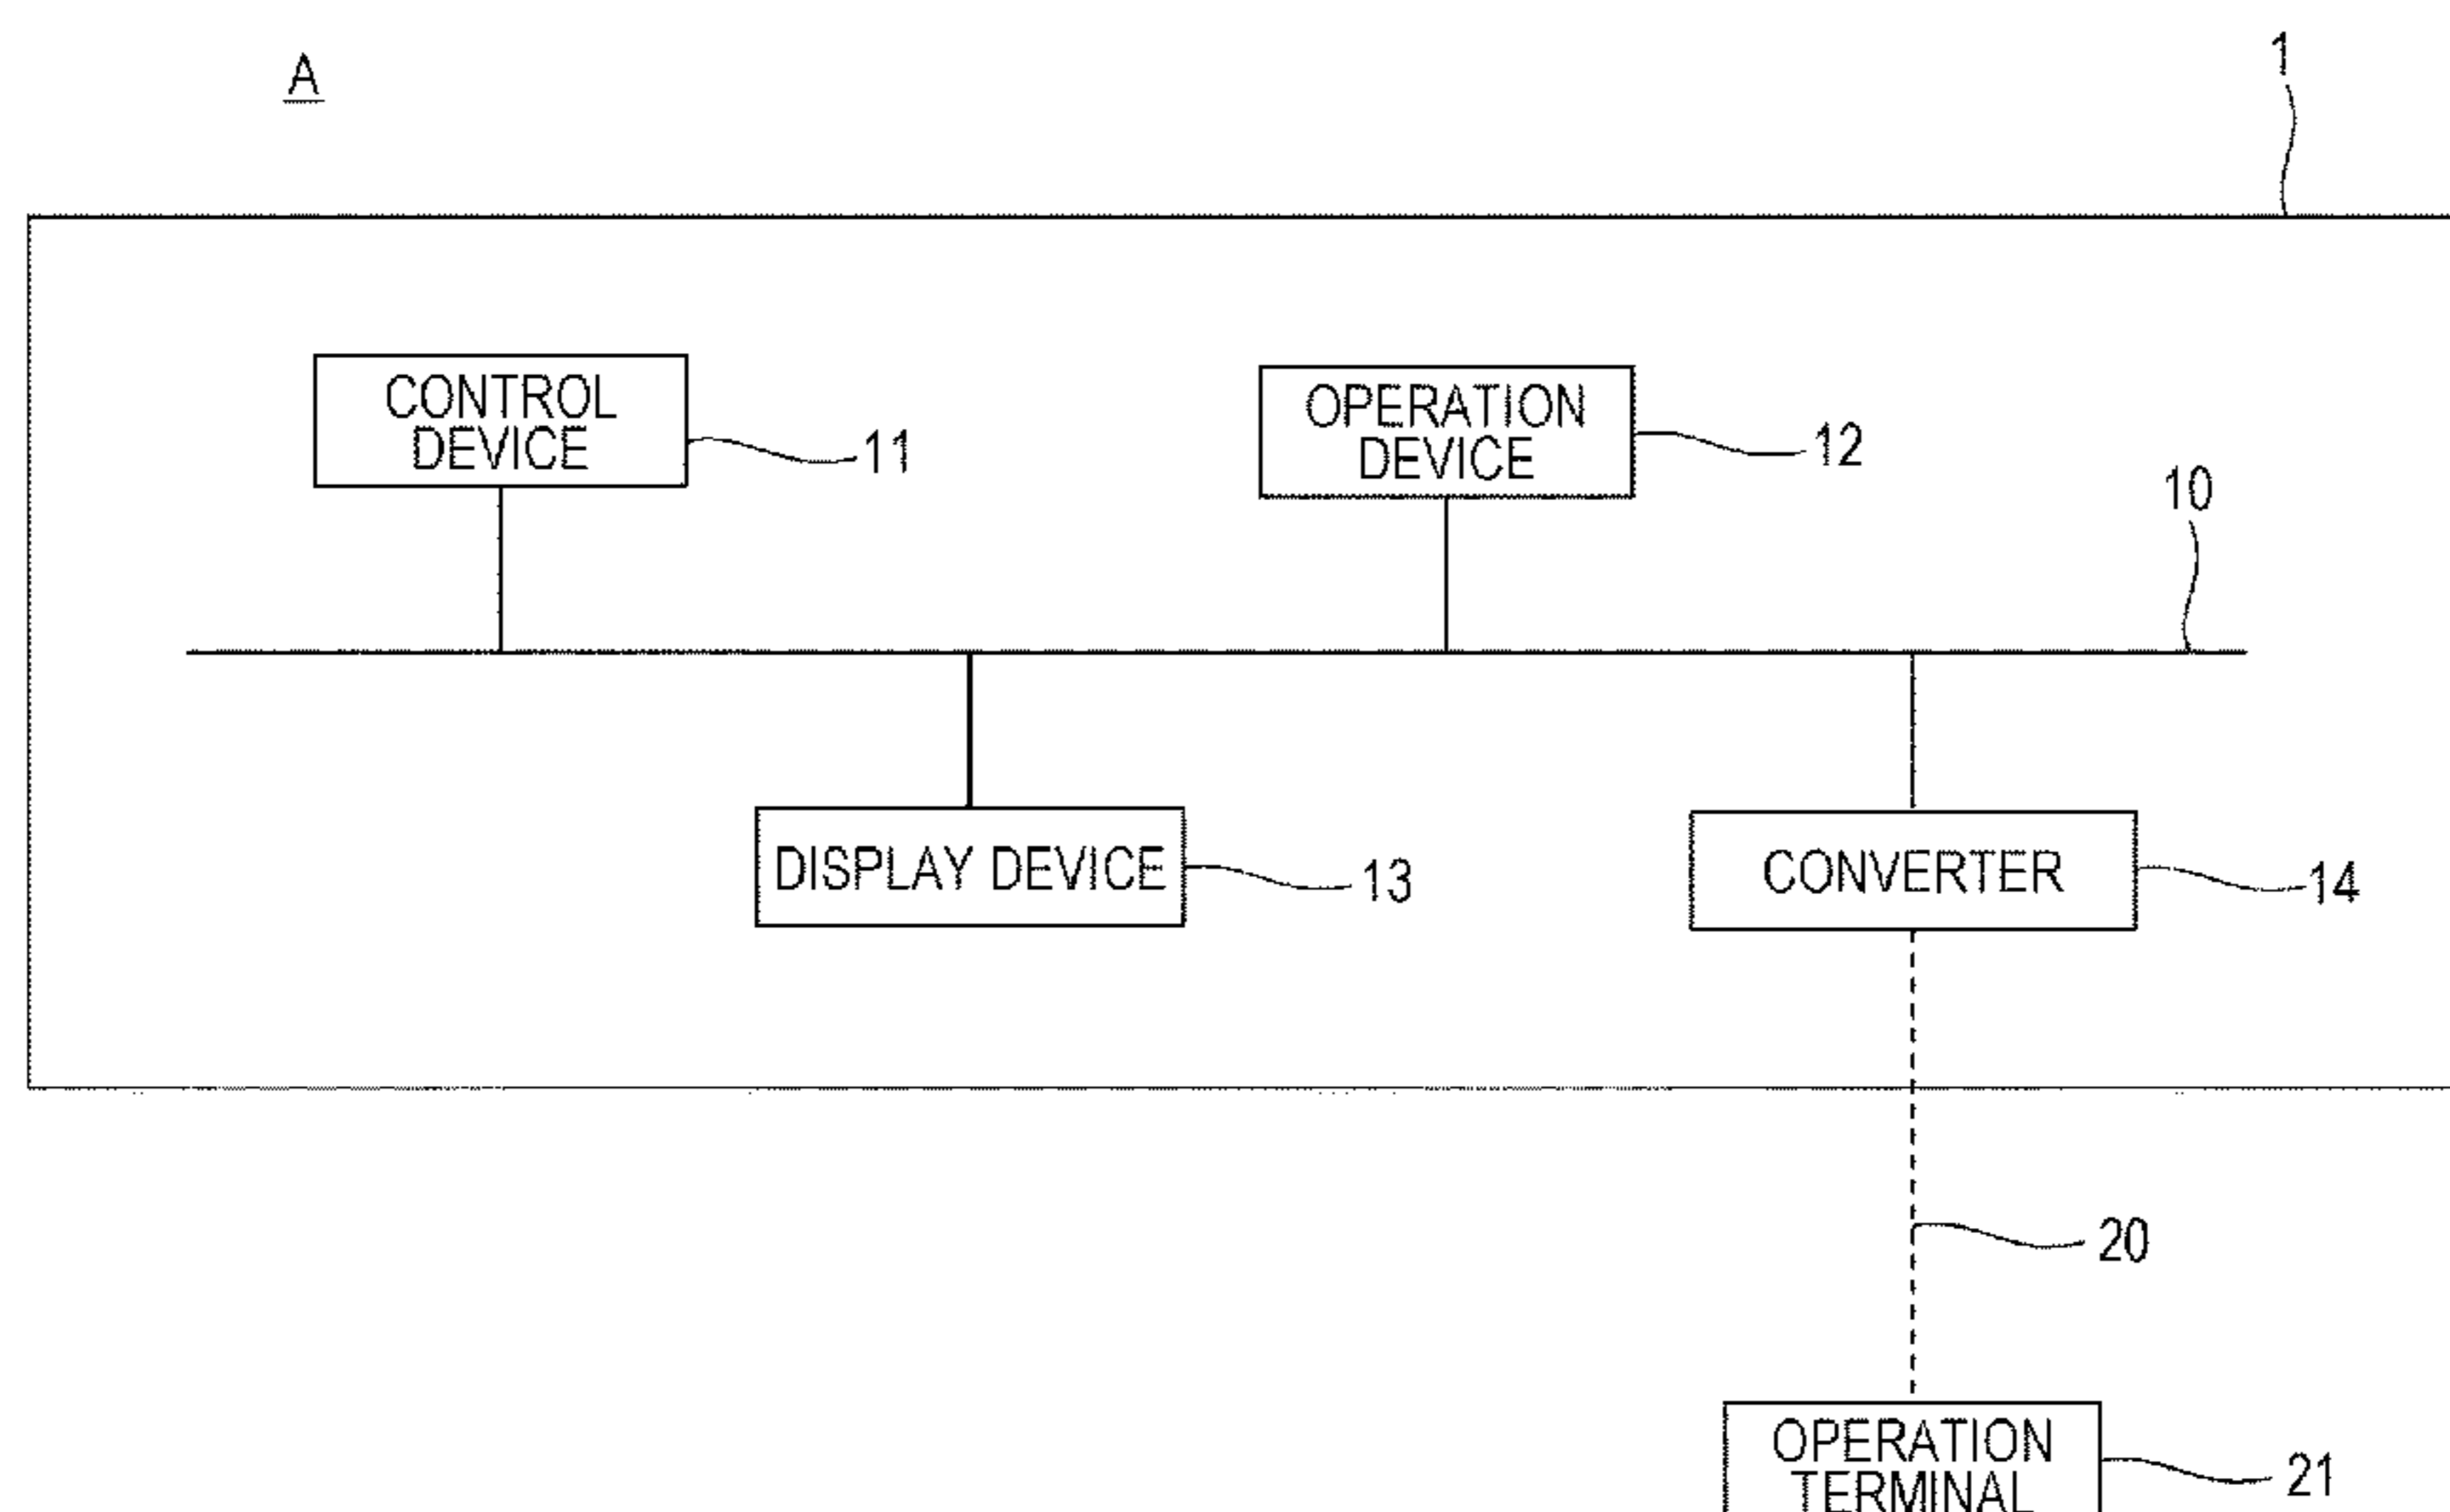 A
1
CONTROL
DEVICE
11
OPERATION
DEVICE
12
10
DISPLAY DEVICE
13
CONVERTER
14
20
OPERATION
TERMINAL
21